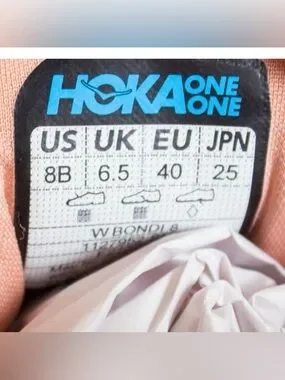 HOKA ONE ONE
US UK EU JPN
8B 6.5 40 25
W BONDI 8